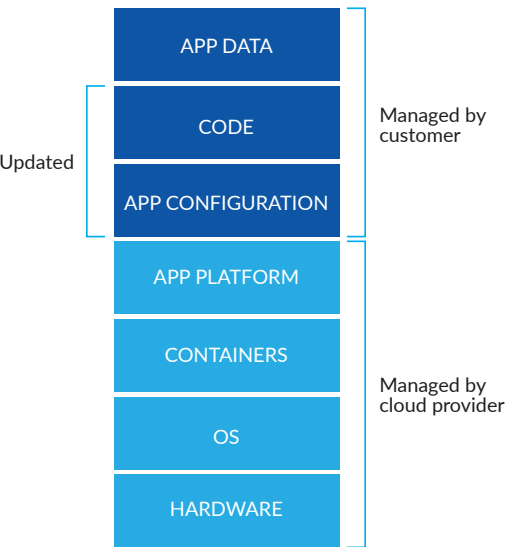 APP DATA
Managed by
customer
CODE
Updated
APP CONFIGURATION
APP PLATFORM
CONTAINERS
Managed by
cloud provider
OS
HARDWARE